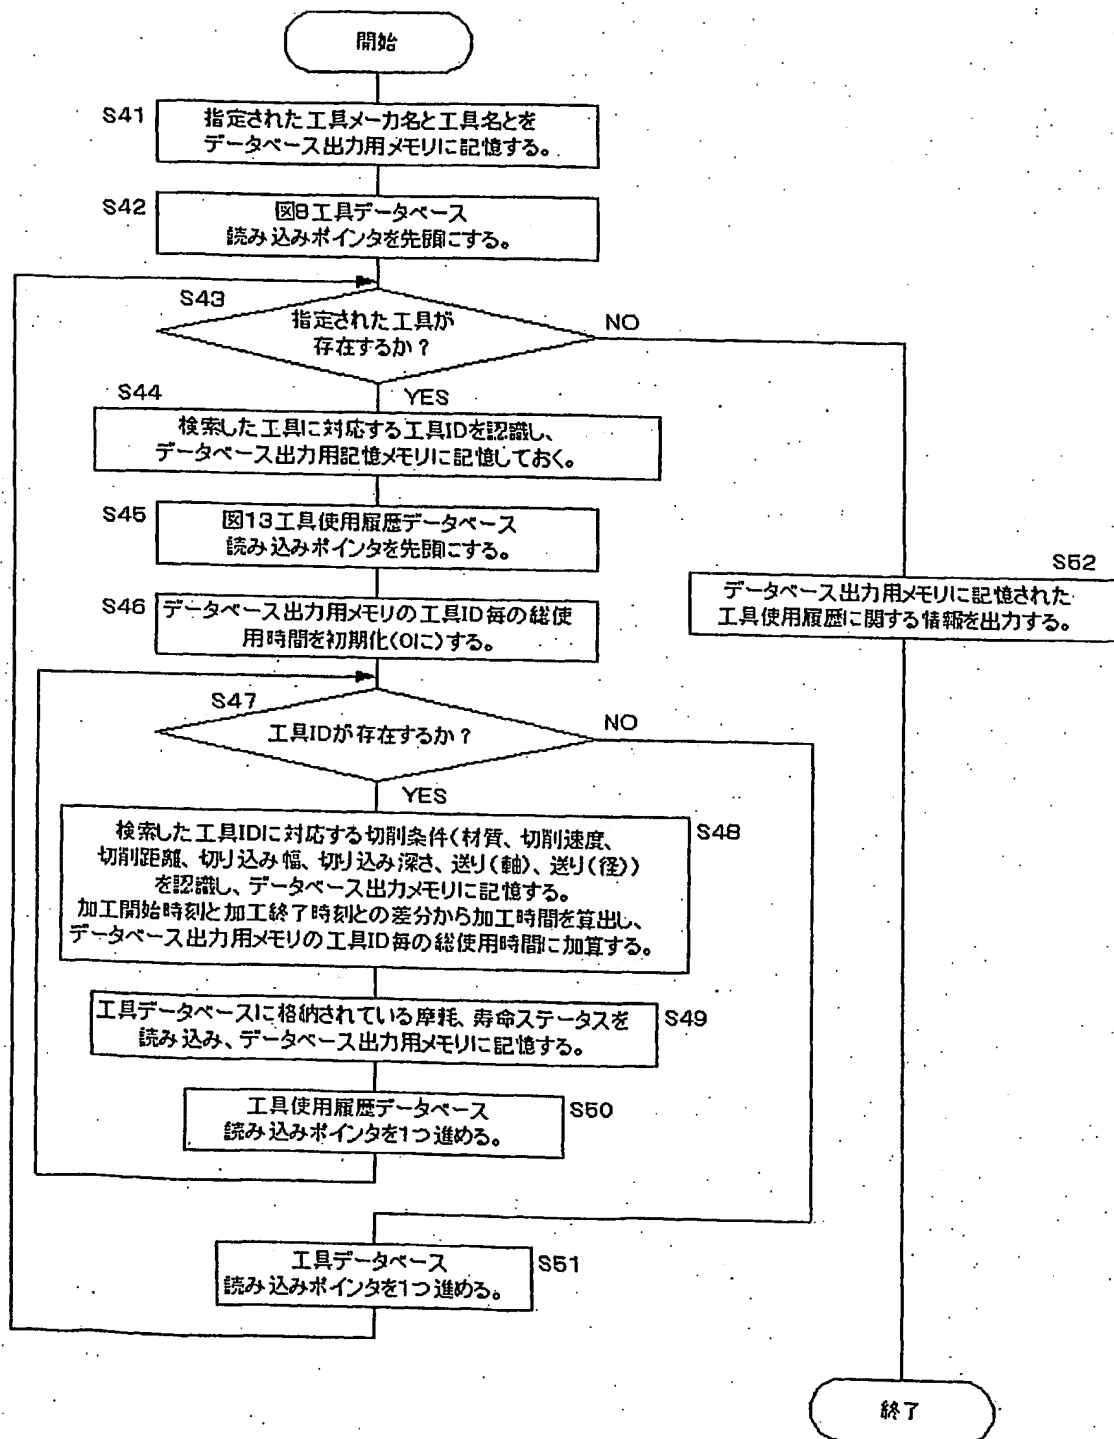 開始
S41
指定された工具メーカ名と工具名とを
データベース出力用メモリに記憶する。
S42
図8工具データベース
読み込みポインタを先頭にする。
S43
指定された工具が
存在するか?
NO
YES
S44
検索した工具に対応する工具IDを認識し、
データベース出力用記憶メモリに記憶しておく。
S45
図13工具使用履歴データベース
読み込みポインタを先頭にする。
S46
データベース出力用メモリの工具ID毎の総使
用時間を初期化(0に)する。
S52
データベース出力用メモリに記憶された
工具使用履歴に関する情報を出力する。
S47
工具IDが存在するか?
NO
YES
S48
検索した工具IDに対応する切削条件(材質、切削速度、
切削距離、切り込み幅、切り込み深さ、送り(軸)、送り(径))
を認識し、データベース出力メモリに記憶する。
加工開始時刻と加工終了時刻との差分から加工時間を算出し、
データベース出力用メモリの工具ID毎の総使用時間に加算する。
工具データベースに格納されている摩耗、寿命ステータスを
読み込み、データベース出力用メモリに記憶する。
S49
工具使用履歴データベース
読み込みポインタを1つ進める。
S50
工具データベース
読み込みポインタを1つ進める。
S51
終了